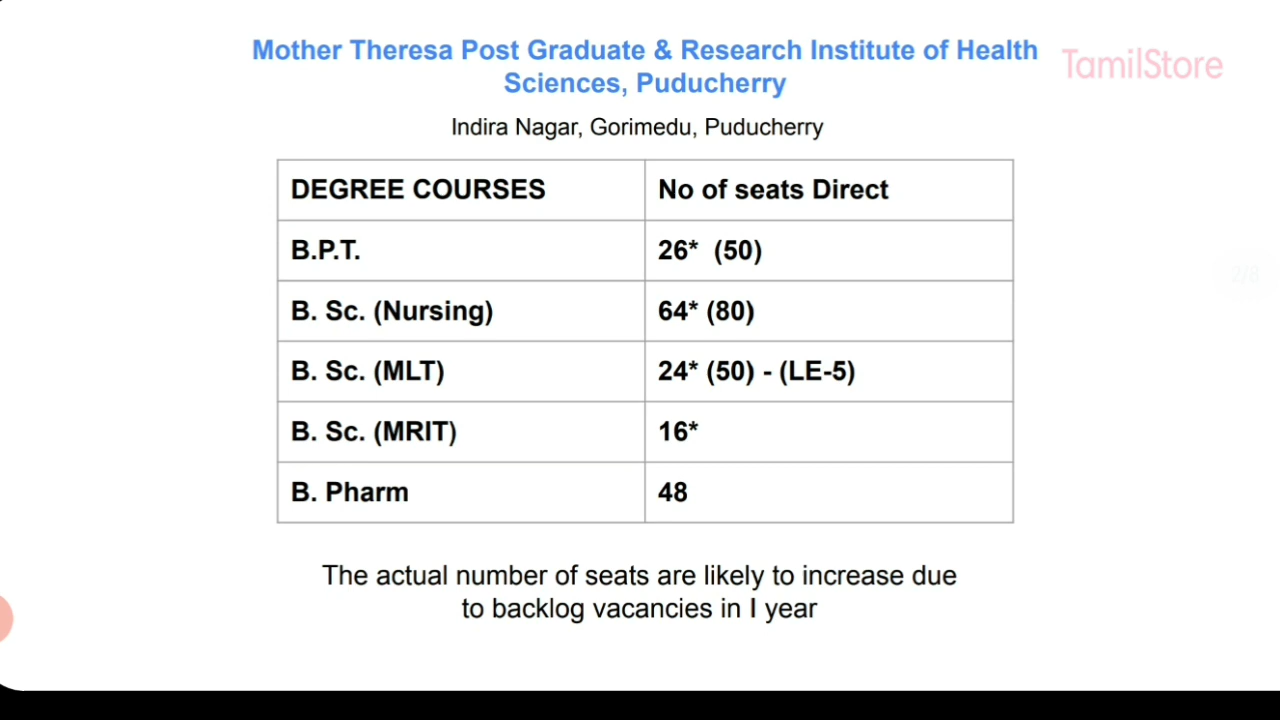 Mother Theresa Post Graduate & Research Institute of Health
Sciences, Puducherry
TamilStore
Indira Nagar, Gorimedu, Puducherry
DEGREE COURSES No of seats Direct
B.P.T. 26* (50)
B. Sc. (Nursing) 64* (80)
B. Sc. (MLT) 24* (50) - (LE-5)
B. Sc. (MRIT) 16*
B. Pharm 48
The actual number of seats are likely to increase due
to backlog vacancies in I year
2/8